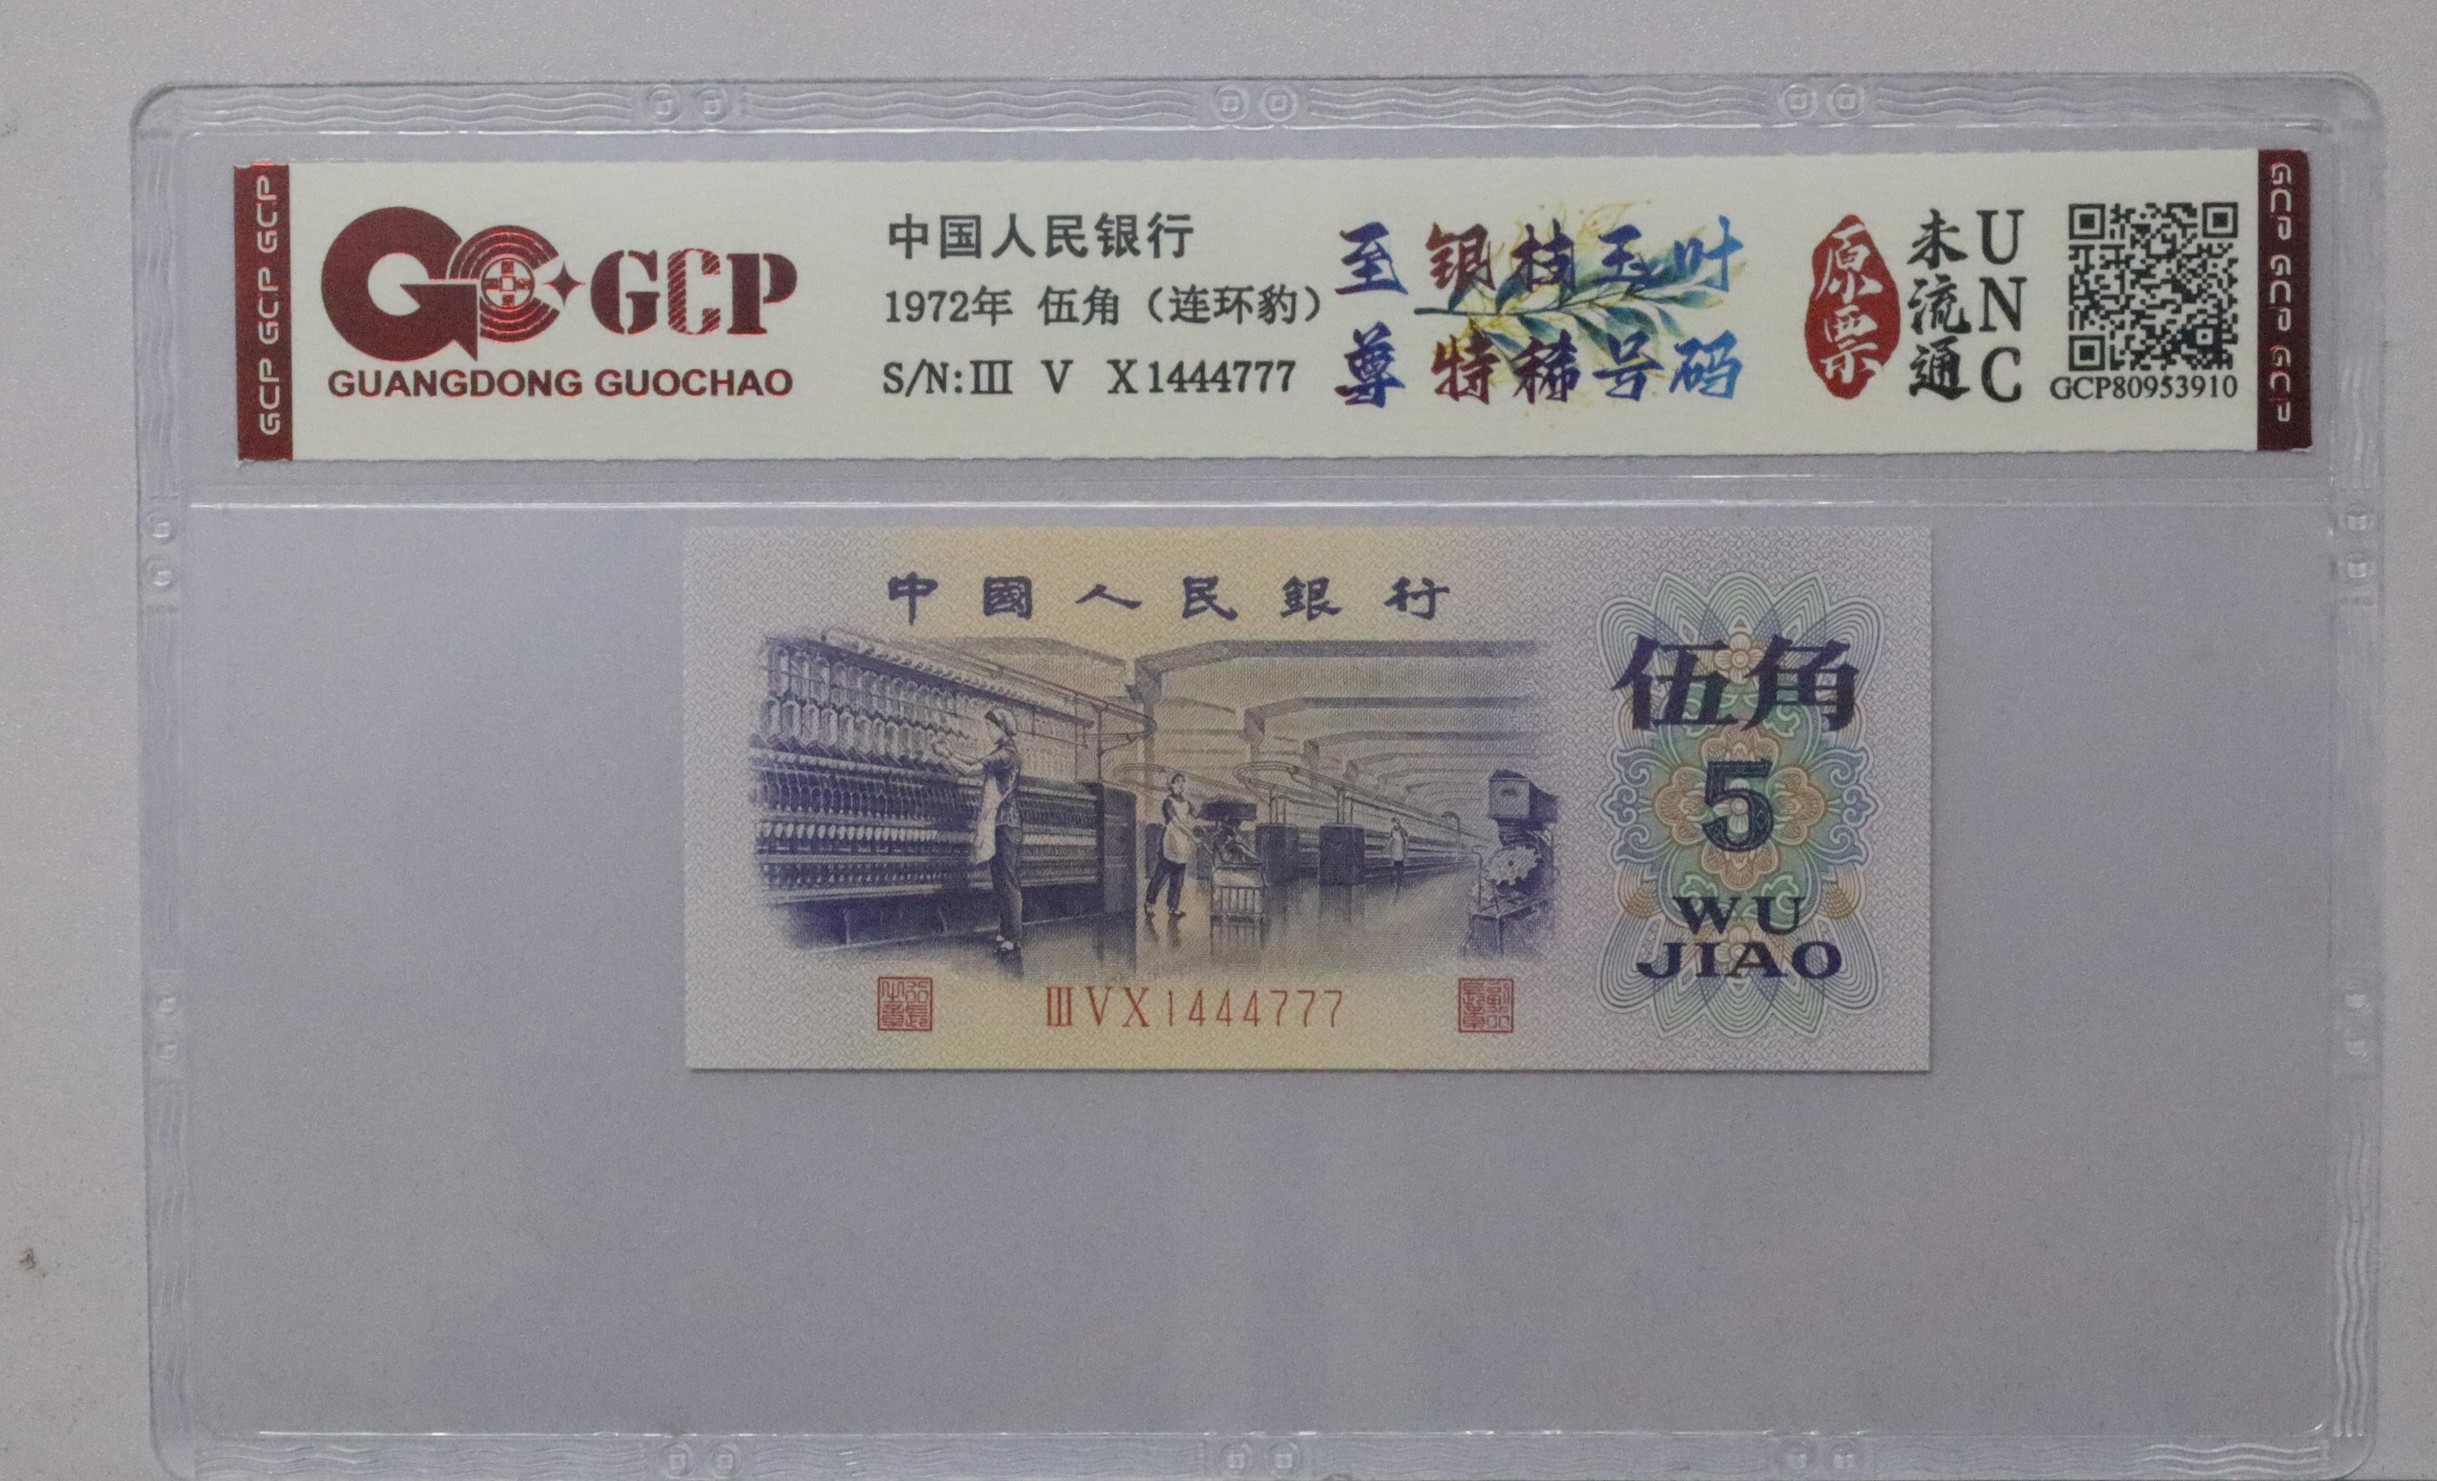 GCP GCP GCP
GCP
GUANGDONG GUOCHAO
中国人民银行
1972年 伍角（连环豹）
S/N:Ⅲ V X1444777
至尊
银枝玉叶
特稀号码
原票
未流通
UNC
GCP80953910
GCP GCP GCP
中國人民銀行
伍角
5
WU
JIAO
ⅢVX1444777